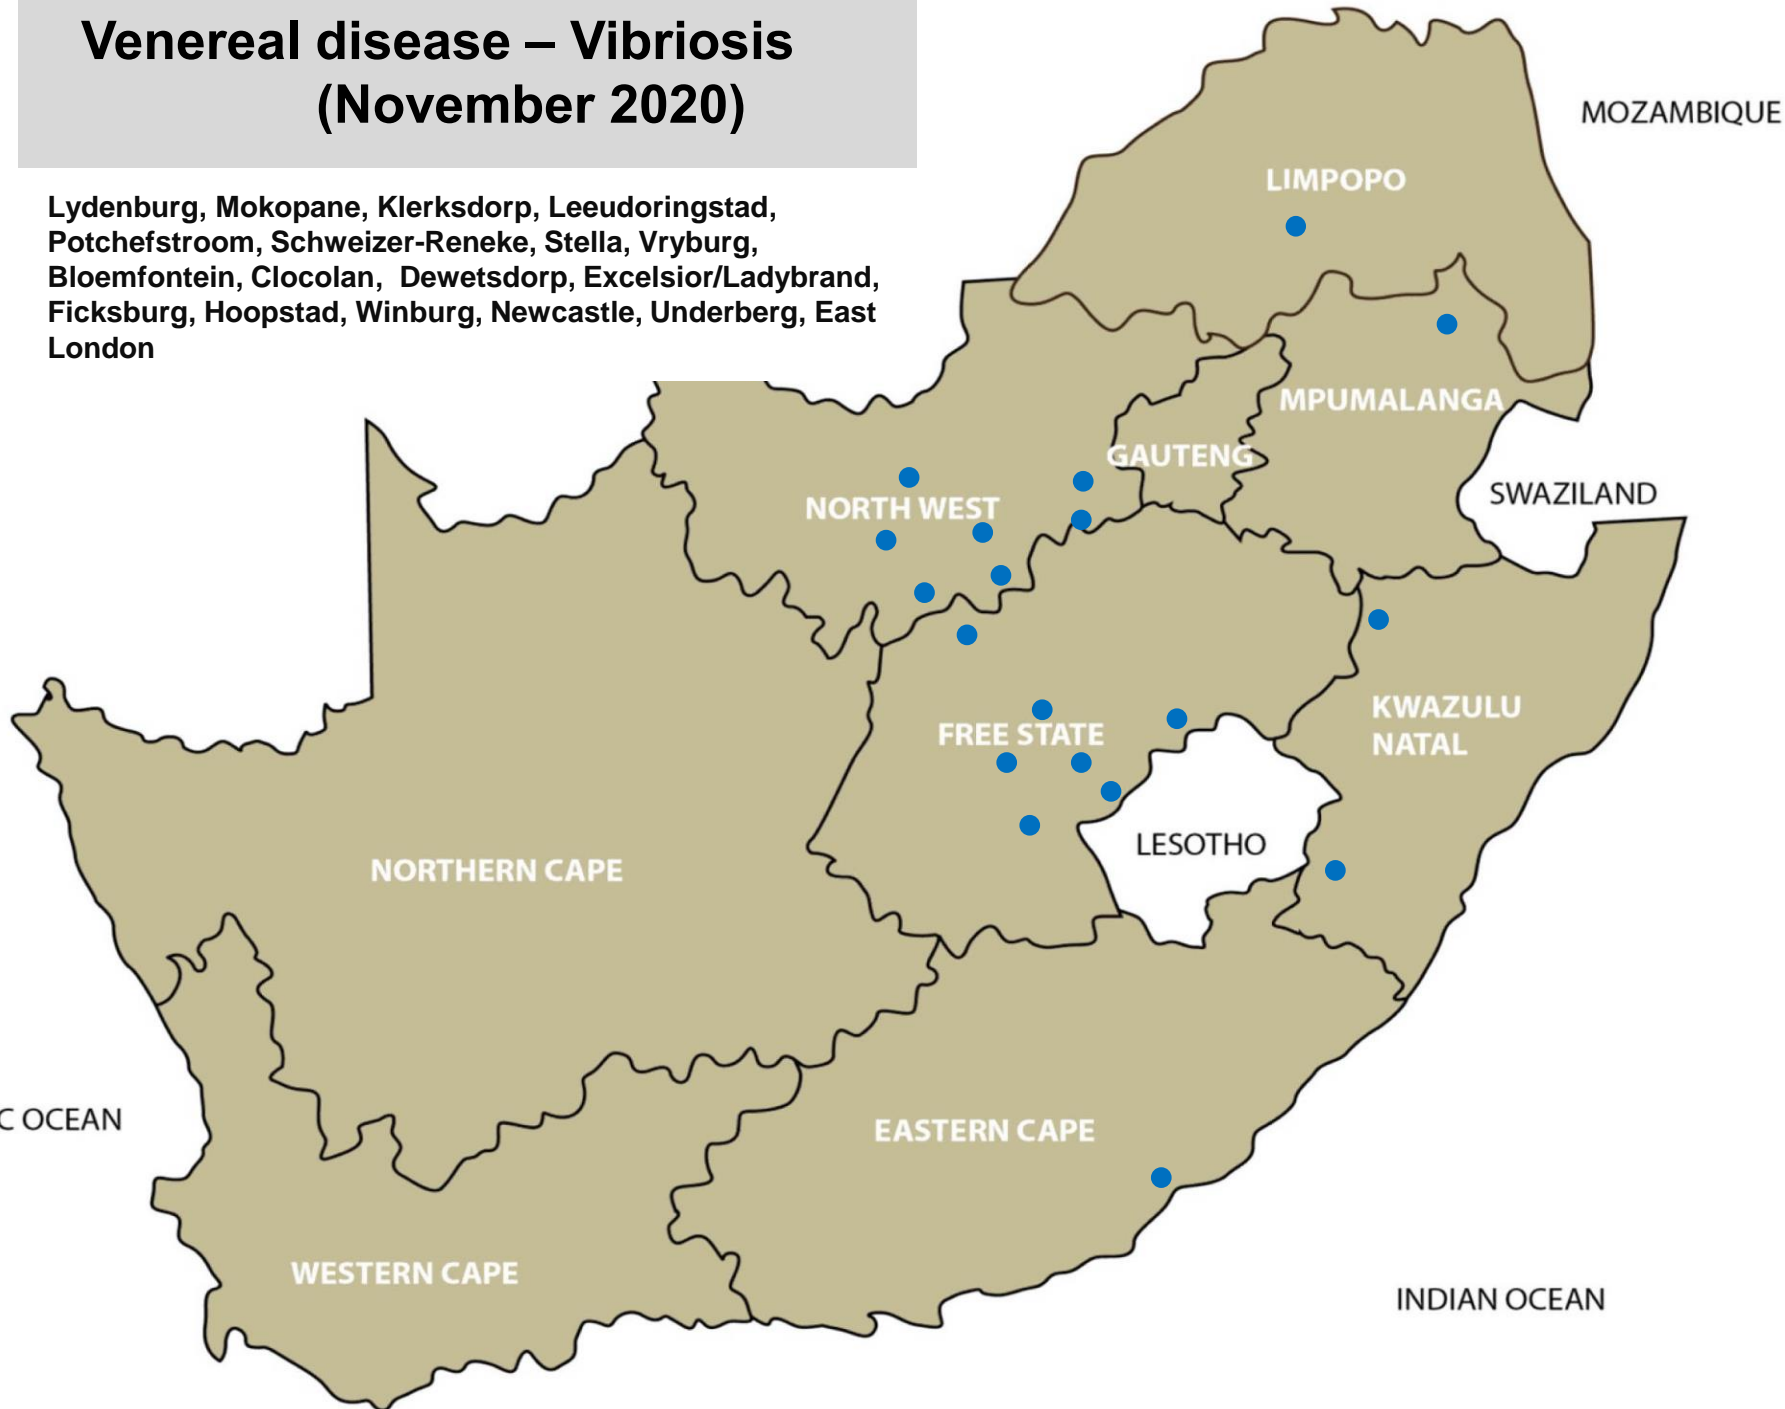 Venereal disease – Vibriosis
(November 2020)
Lydenburg, Mokopane, Klerksdorp, Leeudoringstad,
Potchefstroom, Schweizer-Reneke, Stella, Vryburg,
Bloemfontein, Clocolan, Dewetsdorp, Excelsior/Ladybrand,
Ficksburg, Hoopstad, Winburg, Newcastle, Underberg, East
London
MOZAMBIQUE
LIMPOPO
MPUMALANGA
GAUTENG
SWAZILAND
NORTH WEST
KWAZULU
NATAL
FREE STATE
LESOTHO
NORTHERN CAPE
C OCEAN
EASTERN CAPE
WESTERN CAPE
INDIAN OCEAN